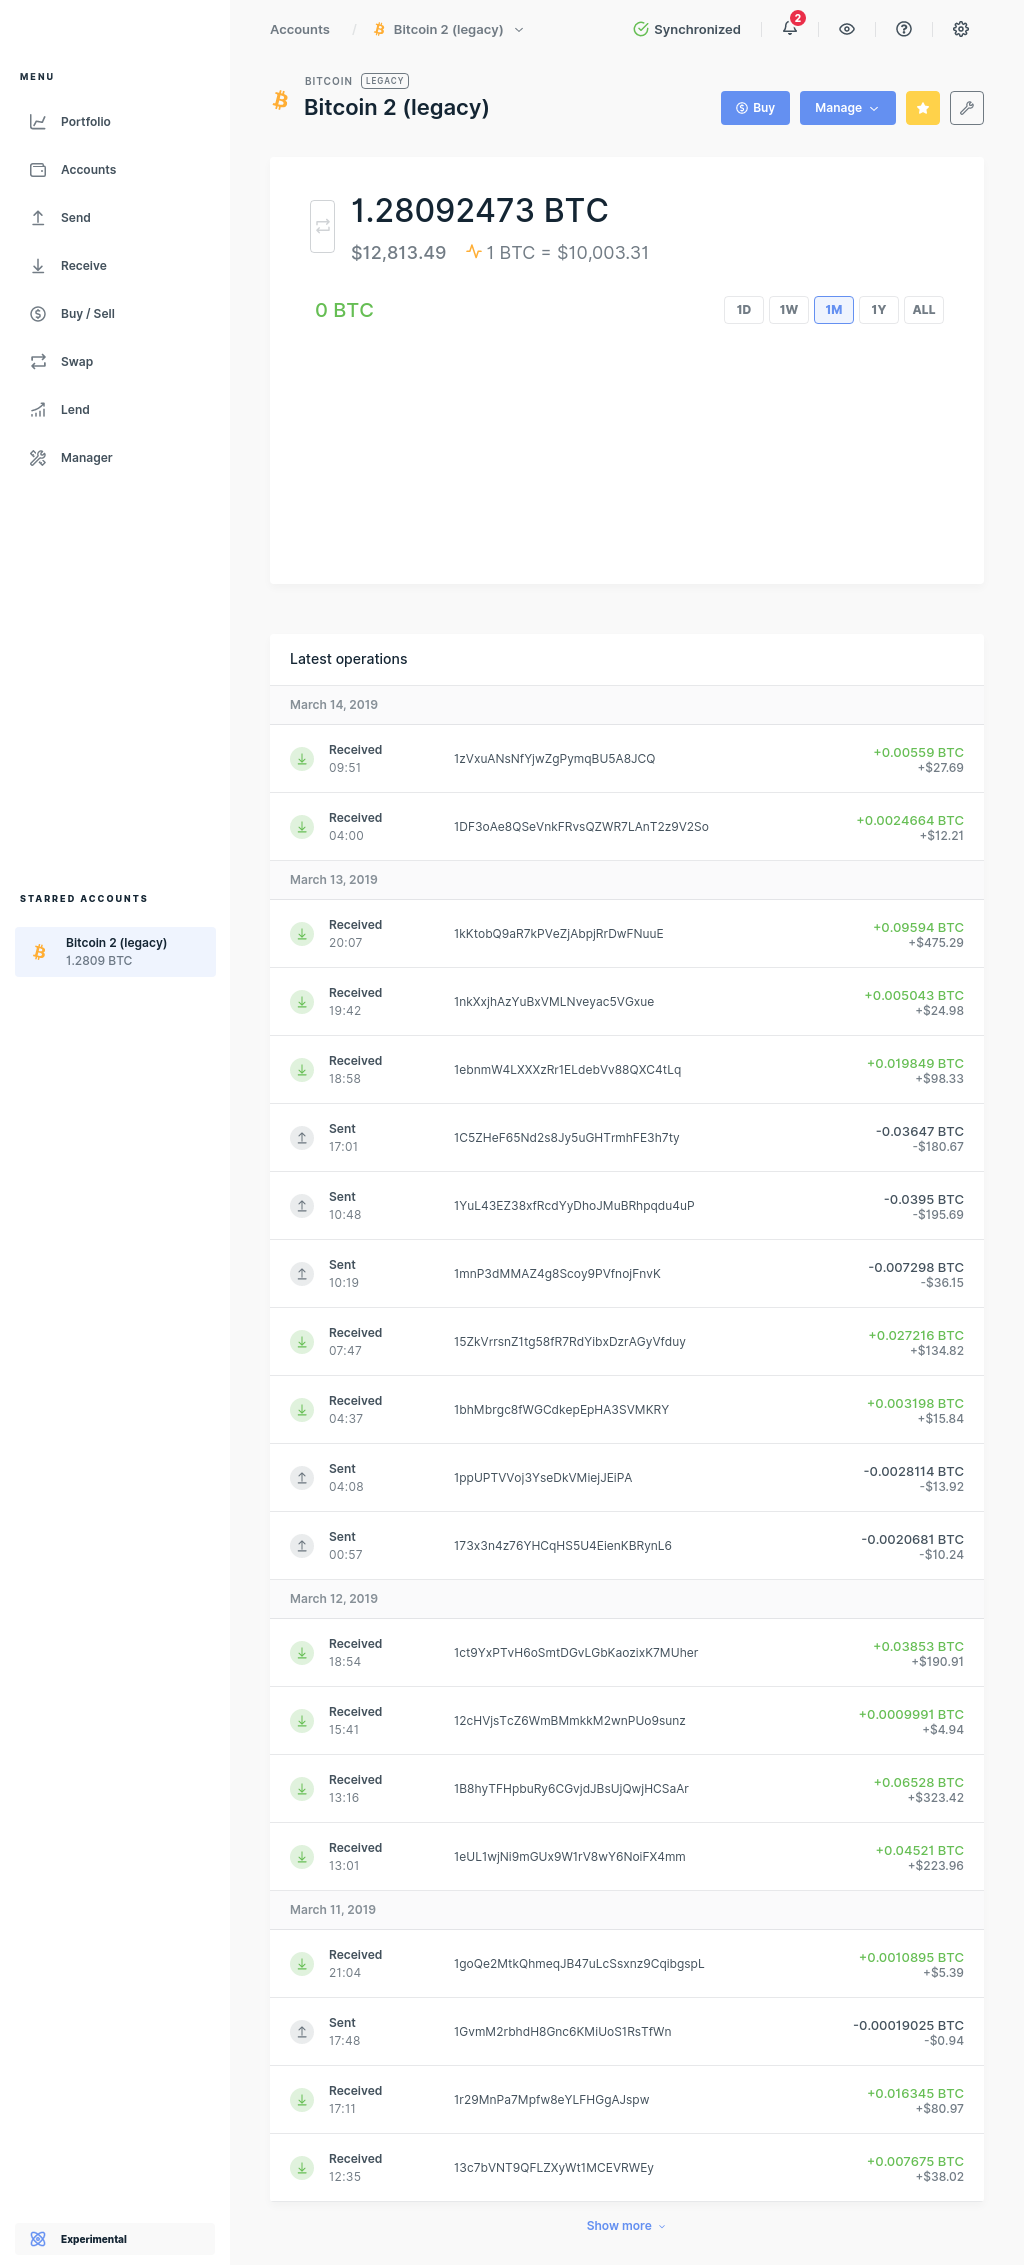 Accounts / Bitcoin 2 (legacy) Synchronized 2
MENU
Portfolio
Accounts
Send
Receive
Buy / Sell
Swap
Lend
Manager
STARRED ACCOUNTS
Bitcoin 2 (legacy)
1.2809 BTC
Experimental
BITCOIN LEGACY
Bitcoin 2 (legacy)
Buy Manage
1.28092473 BTC
$12,813.49 1 BTC = $10,003.31
0 BTC 1D 1W 1M 1Y ALL
Latest operations
March 14, 2019
Received 1zVxuANsNfYjwZgPymqBU5A8JCQ +0.00559 BTC
09:51 +$27.69
Received 1DF3oAe8QSeVnkFRvsQZWR7LAnT2z9V2So +0.0024664 BTC
04:00 +$12.21
March 13, 2019
Received 1kKtobQ9aR7kPVeZjAbpjRrDwFNuuE +0.09594 BTC
20:07 +$475.29
Received 1nkXxjhAzYuBxVMLNveyac5VGxue +0.005043 BTC
19:42 +$24.98
Received 1ebnmW4LXXXzRr1ELdebVv88QXC4tLq +0.019849 BTC
18:58 +$98.33
Sent 1C5ZHeF65Nd2s8Jy5uGHTrmhFE3h7ty -0.03647 BTC
17:01 -$180.67
Sent 1YuL43EZ38xfRcdYyDhoJMuBRhpqdu4uP -0.0395 BTC
10:48 -$195.69
Sent 1mnP3dMMAZ4g8Scoy9PVfnojFnvK -0.007298 BTC
10:19 -$36.15
Received 15ZkVrrsnZ1tg58fR7RdYibxDzrAGyVfduy +0.027216 BTC
07:47 +$134.82
Received 1bhMbrgc8fWGCdkepEpHA3SVMKRY +0.003198 BTC
04:37 +$15.84
Sent 1ppUPTVVoj3YseDkVMiejJEiPA -0.0028114 BTC
04:08 -$13.92
Sent 173x3n4z76YHCqHS5U4EienKBRynL6 -0.0020681 BTC
00:57 -$10.24
March 12, 2019
Received 1ct9YxPTvH6oSmtDGvLGbKaozixK7MUher +0.03853 BTC
18:54 +$190.91
Received 12cHVjsTcZ6WmBMmkkM2wnPUo9sunz +0.0009991 BTC
15:41 +$4.94
Received 1B8hyTFHpbuRy6CGvjdJBsUjQwjHCSaAr +0.06528 BTC
13:16 +$323.42
Received 1eUL1wjNi9mGUx9W1rV8wY6NoiFX4mm +0.04521 BTC
13:01 +$223.96
March 11, 2019
Received 1goQe2MtkQhmeqJB47uLcSsxnz9CqibgspL +0.0010895 BTC
21:04 +$5.39
Sent 1GvmM2rbhdH8Gnc6KMiUoS1RsTfWn -0.00019025 BTC
17:48 -$0.94
Received 1r29MnPa7Mpfw8eYLFHGgAJspw +0.016345 BTC
17:11 +$80.97
Received 13c7bVNT9QFLZXyWt1MCEVRWEy +0.007675 BTC
12:35 +$38.02
Show more